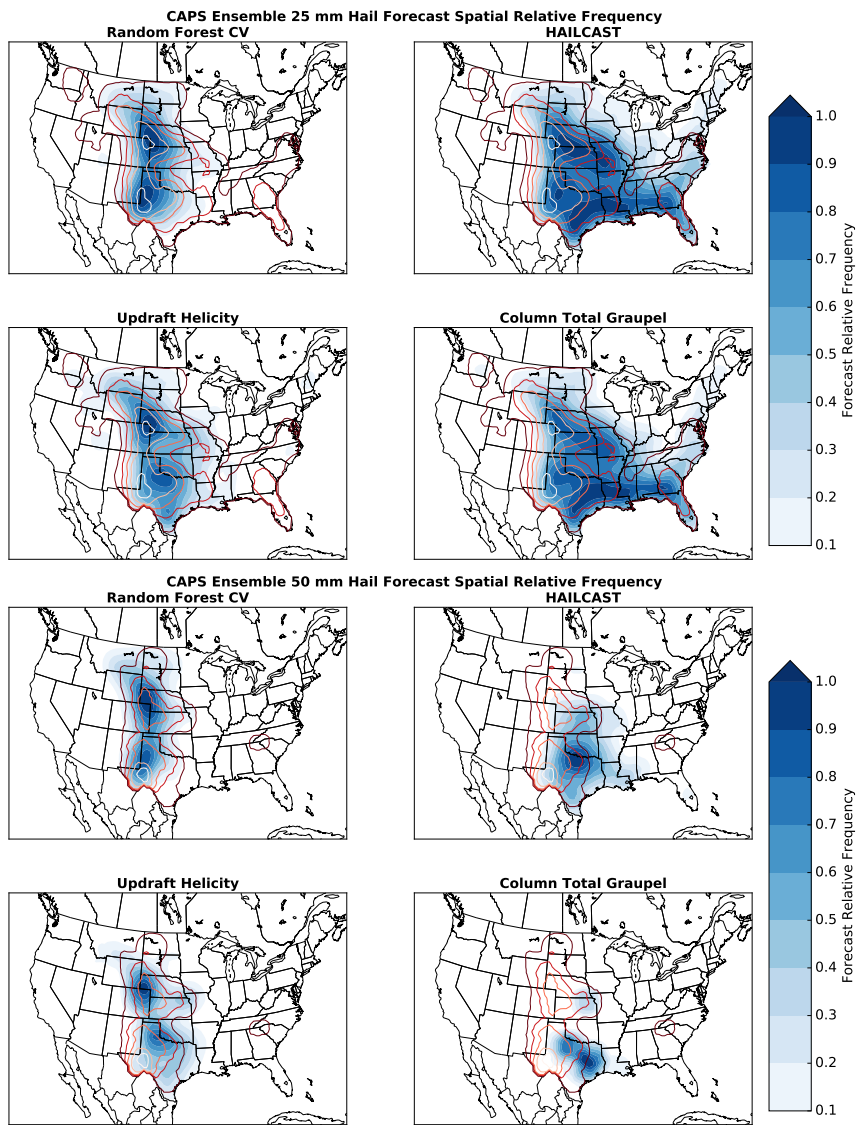 CAPS Ensemble 25 mm Hail Forecast Spatial Relative Frequency
Random Forest CV
HAILCAST
Updraft Helicity
Column Total Graupel
1.0
0.9
0.8
0.7
0.6
0.5
0.4
0.3
0.2
0.1
Forecast Relative Frequency
CAPS Ensemble 50 mm Hail Forecast Spatial Relative Frequency
Random Forest CV
HAILCAST
Updraft Helicity
Column Total Graupel
1.0
0.9
0.8
0.7
0.6
0.5
0.4
0.3
0.2
0.1
Forecast Relative Frequency